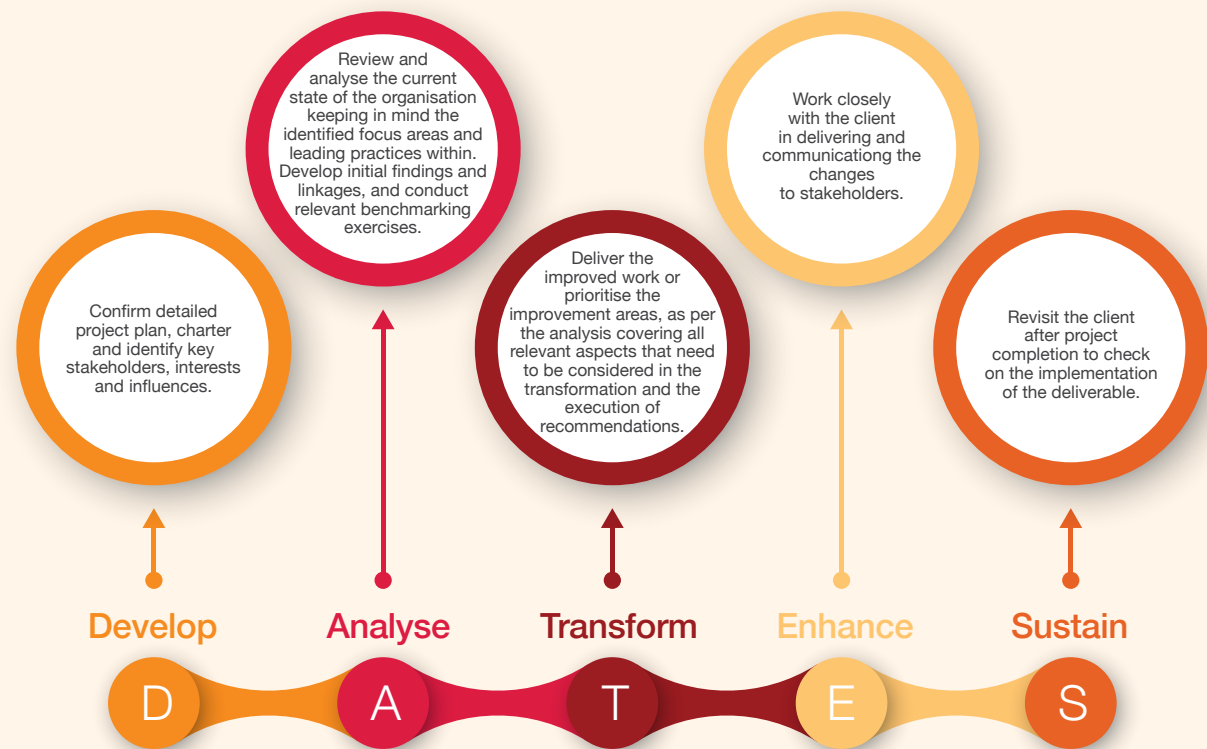 Confirm detailed
project plan, charter
and identify key
stakeholders, interests
and influences.
Review and
analyse the current
state of the organisation
keeping in mind the
identified focus areas and
leading practices within.
Develop initial findings and
linkages, and conduct
relevant benchmarking
exercises.
Deliver the
improved work or
prioritise the
improvement areas, as per
the analysis covering all
relevant aspects that need
to be considered in the
transformation and the
execution of
recommendations.
Work closely
with the client
in delivering and
communicationg the
changes
to stakeholders.
Revisit the client
after project
completion to check
on the implementation
of the deliverable.
Develop
Analyse
Transform
Enhance
Sustain
D
A
T
E
S